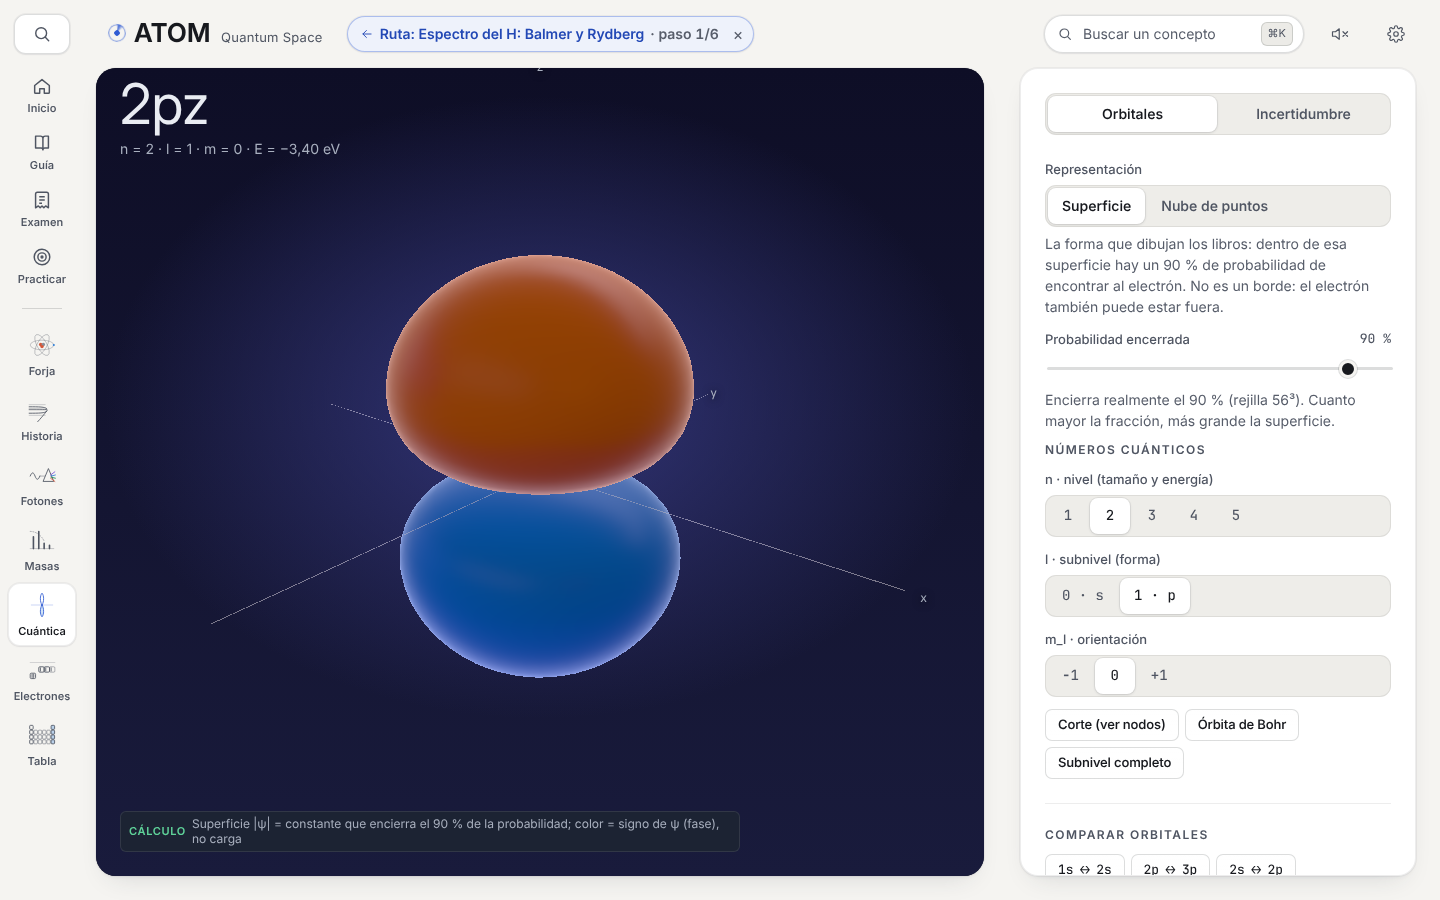 ATOM Quantum Space
← Ruta: Espectro del H: Balmer y Rydberg · paso 1/6 ×
Buscar un concepto ⌘K
Inicio
Guía
Examen
Practicar
Forja
Historia
Fotones
Masas
Cuántica
Electrones
Tabla
z
2pz
n = 2 · l = 1 · m = 0 · E = −3,40 eV
y
x
CÁLCULO
Superficie |ψ| = constante que encierra el 90 % de la probabilidad; color = signo de ψ (fase),
no carga
Orbitales Incertidumbre
Representación
Superficie Nube de puntos
La forma que dibujan los libros: dentro de esa
superficie hay un 90 % de probabilidad de
encontrar al electrón. No es un borde: el electrón
también puede estar fuera.
Probabilidad encerrada 90 %
Encierra realmente el 90 % (rejilla 56³). Cuanto
mayor la fracción, más grande la superficie.
NÚMEROS CUÁNTICOS
n · nivel (tamaño y energía)
1 2 3 4 5
l · subnivel (forma)
0 · s 1 · p
m_l · orientación
-1 0 +1
Corte (ver nodos) Órbita de Bohr
Subnivel completo
COMPARAR ORBITALES
1s ↔ 2s 2p ↔ 3p 2s ↔ 2p